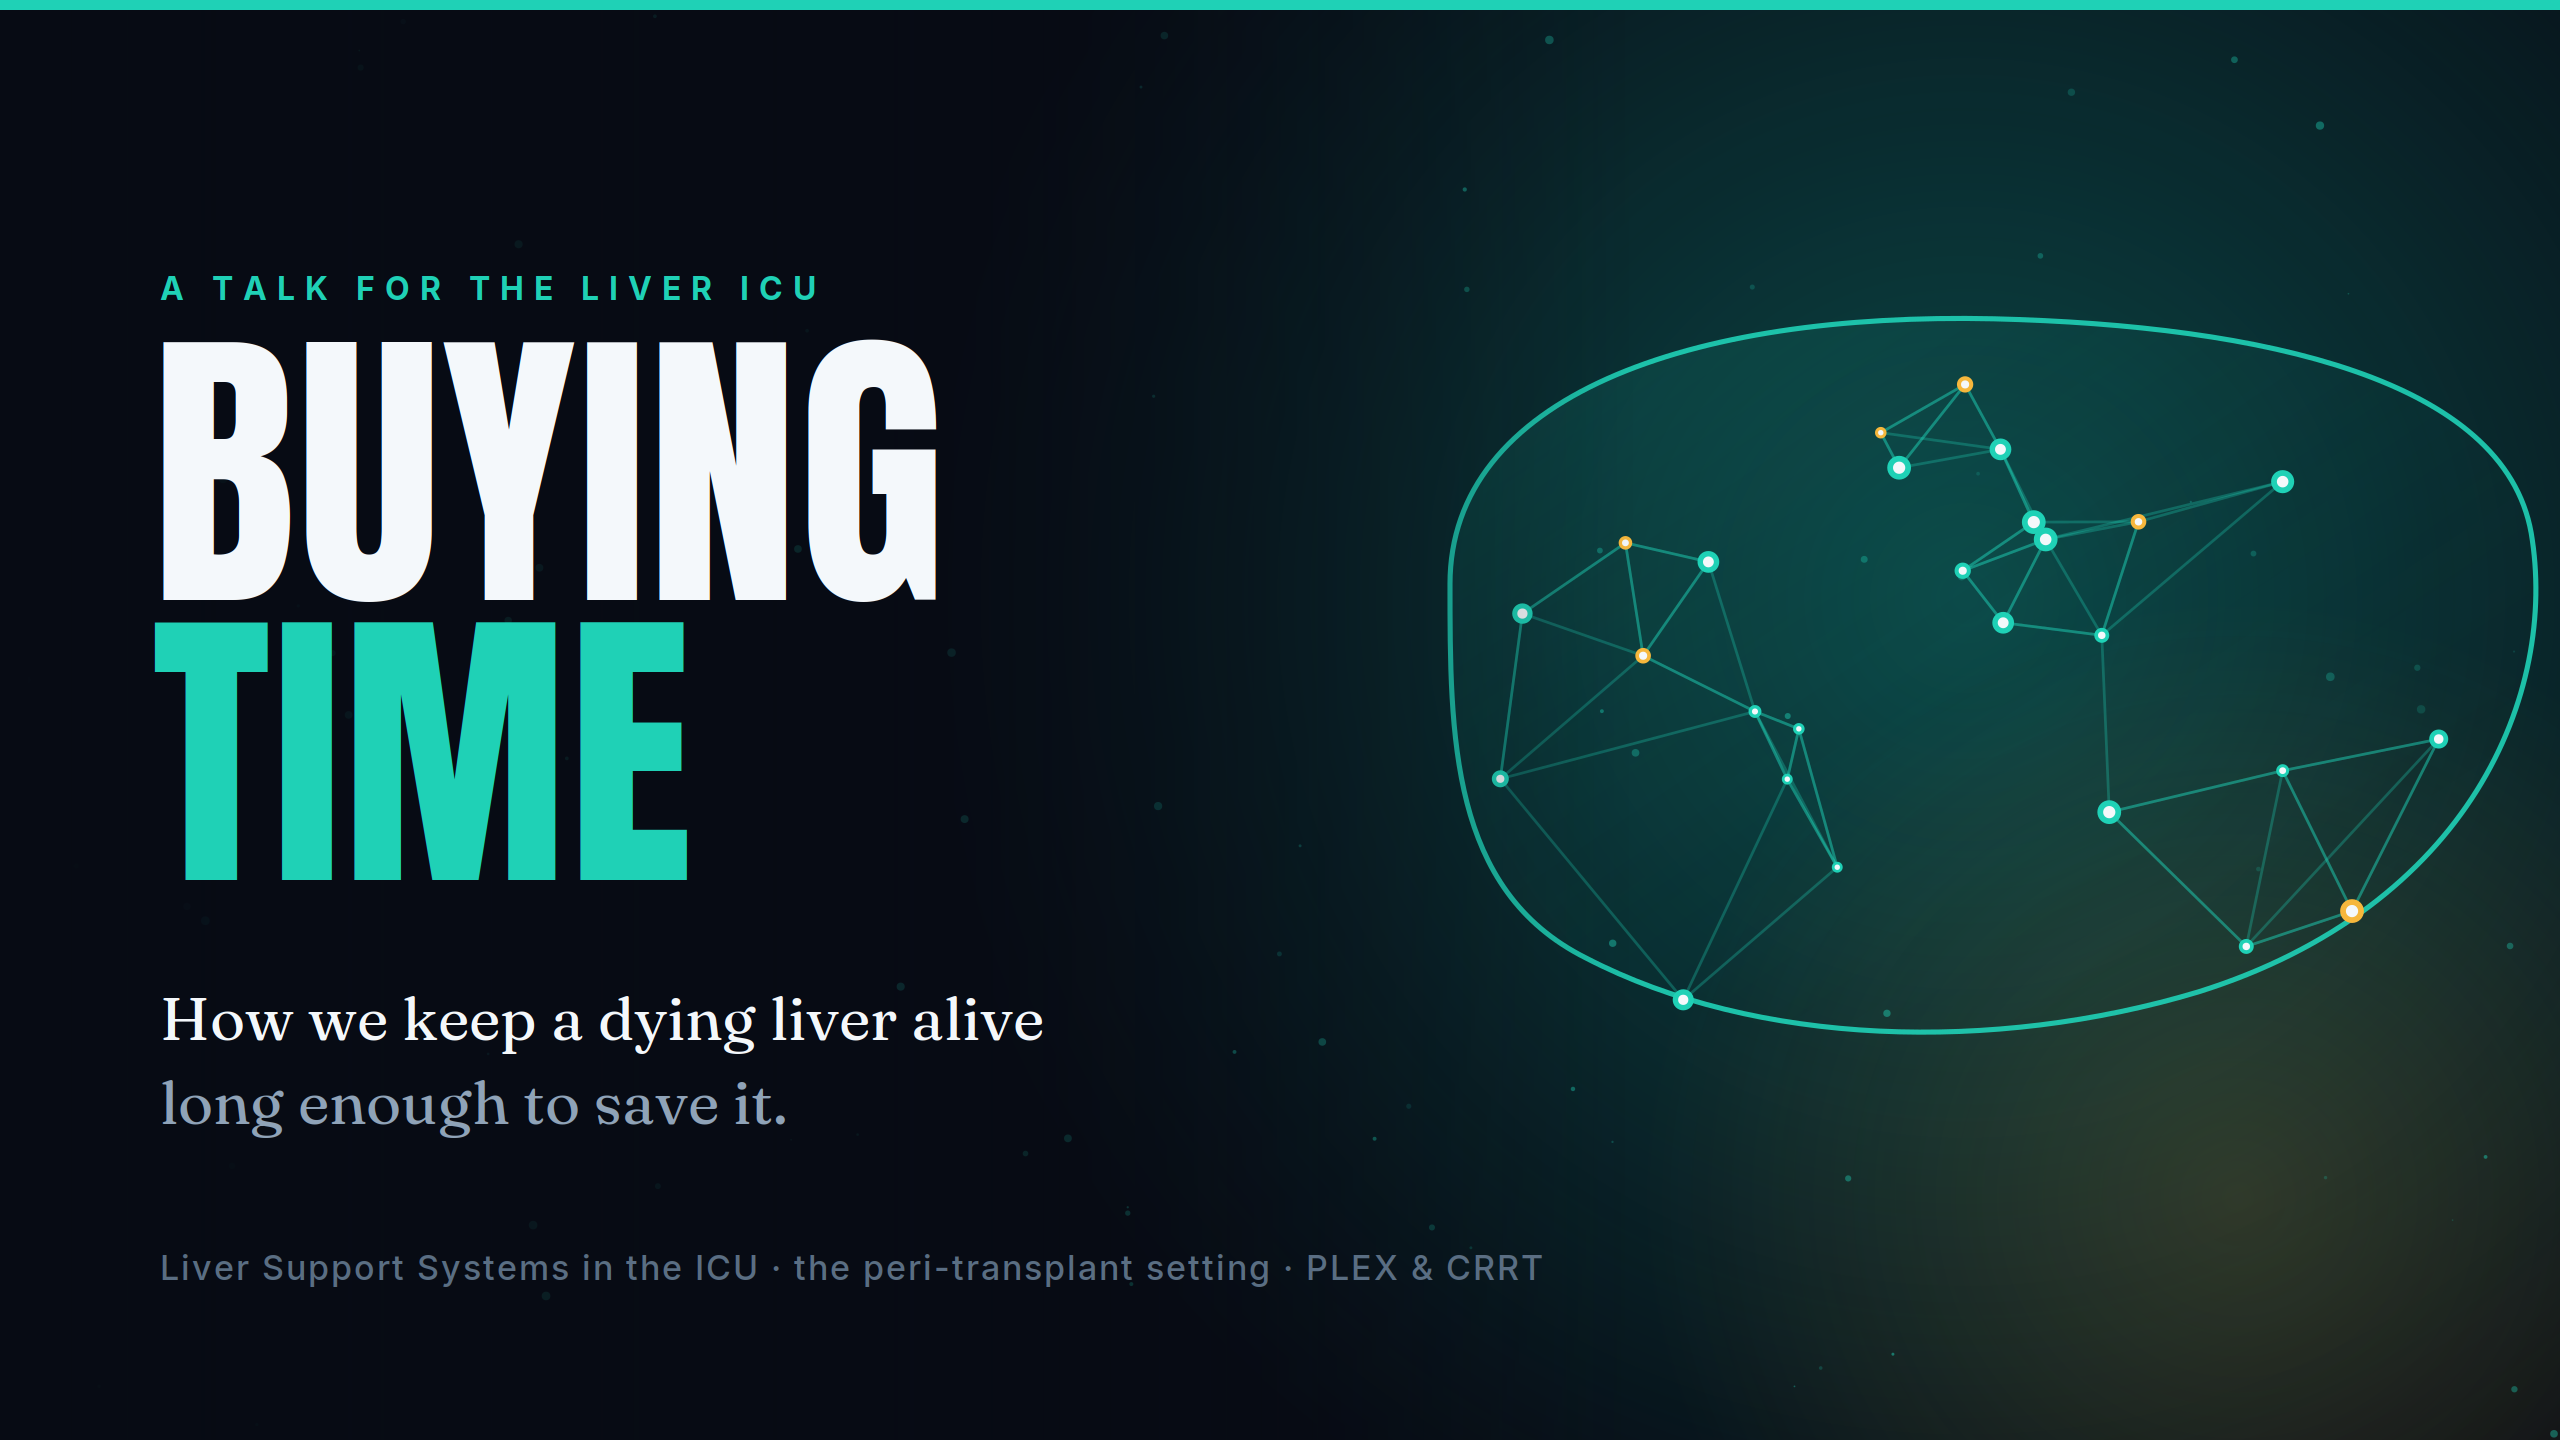 A TALK FOR THE LIVER ICU
BUYING
TIME
How we keep a dying liver alive
long enough to save it.
Liver Support Systems in the ICU · the peri-transplant setting · PLEX & CRRT